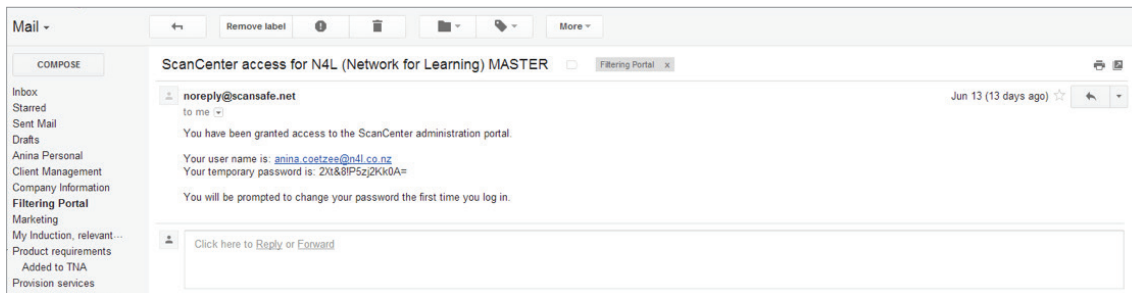 Mail
Remove label
More
COMPOSE
Inbox
Starred
Sent Mail
Drafts
Anina Personal
Client Management
Company Information
Filtering Portal
Marketing
My Induction, relevant...
Product requirements
Added to TNA
Provision services
ScanCenter access for N4L (Network for Learning) MASTER Filtering Portal x
noreply@scansafe.net Jun 13 (13 days ago)
to me
You have been granted access to the ScanCenter administration portal.
Your user name is: anina.coetzee@n4l.co.nz
Your temporary password is: 2Xt&8!P5zj2Kk0A=
You will be prompted to change your password the first time you log in.
Click here to Reply or Forward